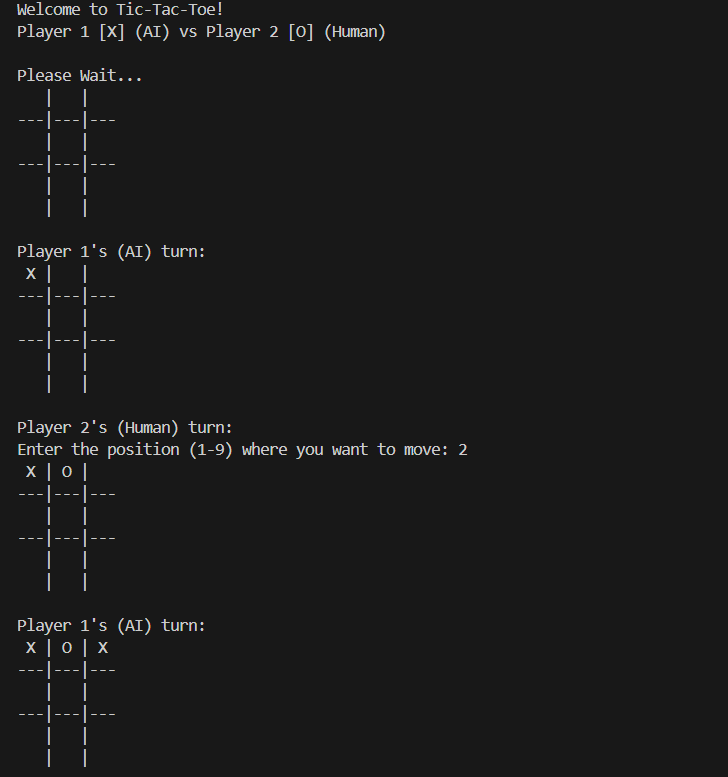 Welcome to Tic-Tac-Toe!
Player 1 [X] (AI) vs Player 2 [O] (Human)

Please Wait...
   |   |
---|---|---
   |   |
---|---|---
   |   |
   |   |

Player 1's (AI) turn:
 X |   |
---|---|---
   |   |
---|---|---
   |   |
   |   |

Player 2's (Human) turn:
Enter the position (1-9) where you want to move: 2
 X | O |
---|---|---
   |   |
---|---|---
   |   |
   |   |

Player 1's (AI) turn:
 X | O | X
---|---|---
   |   |
---|---|---
   |   |
   |   |